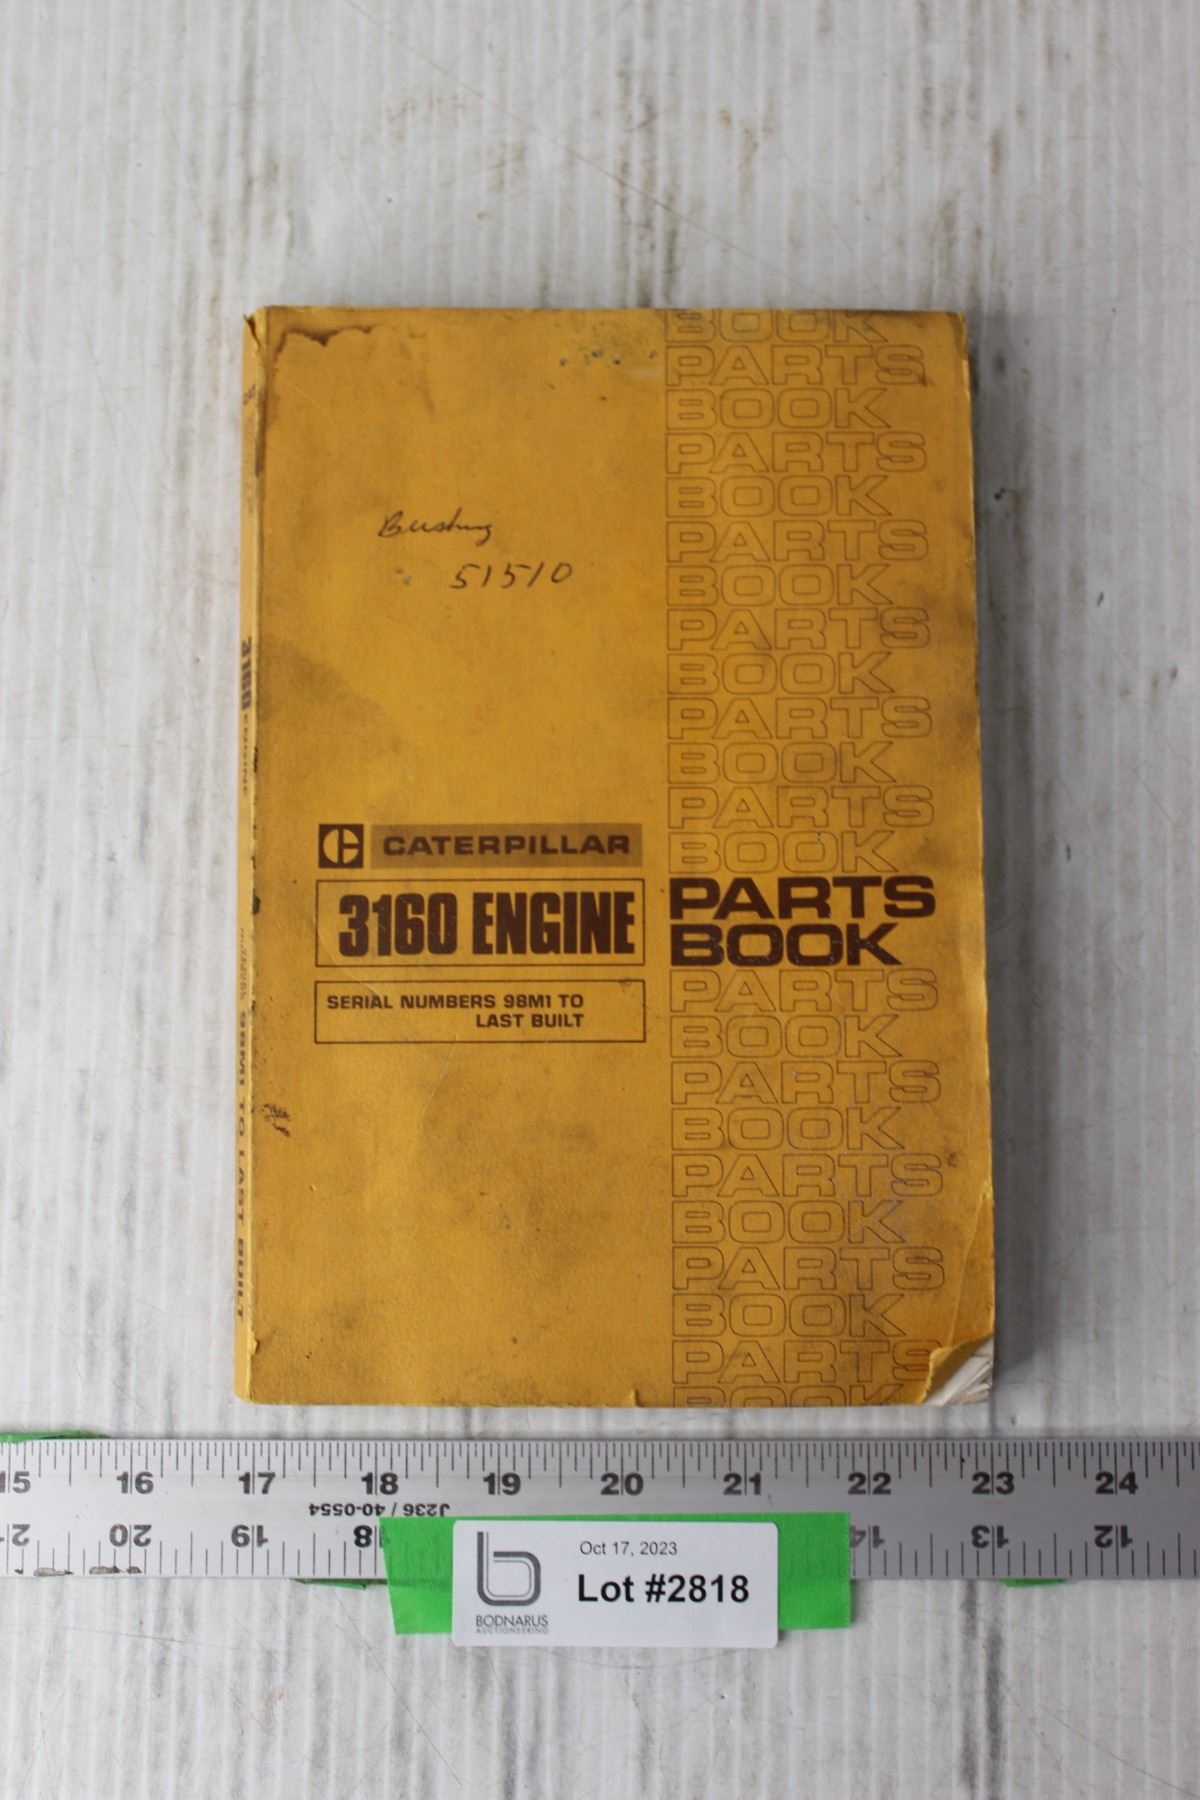 BOOK
PARTS
BOOK
PARTS
BOOK
PARTS
BOOK
PARTS
BOOK
PARTS
BOOK
PARTS
BOOK
PARTS
BOOK
PARTS
BOOK
PARTS
BOOK
PARTS
BOOK
PARTS
BOOK
PARTS
BOOK
Bushing
51510
C CATERPILLAR
3160 ENGINE
SERIAL NUMBERS 98M1 TO
LAST BUILT
3160 ENGINE
98M1 TO LAST BUILT
15 16 17 18 19 20 21 22 23 24
J236 / 40-0554
20 19 18 14 13 12
Oct 17, 2023
Lot #2818
b
BODNARUS
AUCTIONEERING